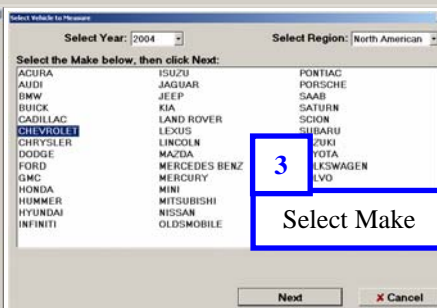 Select Vehicle to Measure
Select Year: 2004 Select Region: North American
Select the Make below, then click Next:
ACURA ISUZU PONTIAC
AUDI JAGUAR PORSCHE
BMW JEEP SAAB
BUICK KIA SATURN
CADILLAC LAND ROVER SCION
CHEVROLET LEXUS SUBARU
CHRYSLER LINCOLN
DODGE MAZDA
FORD MERCEDES BENZ
GMC MERCURY
HONDA MINI
HUMMER MITSUBISHI
HYUNDAI NISSAN
INFINITI OLDSMOBILE
3
Select Make
Next X Cancel